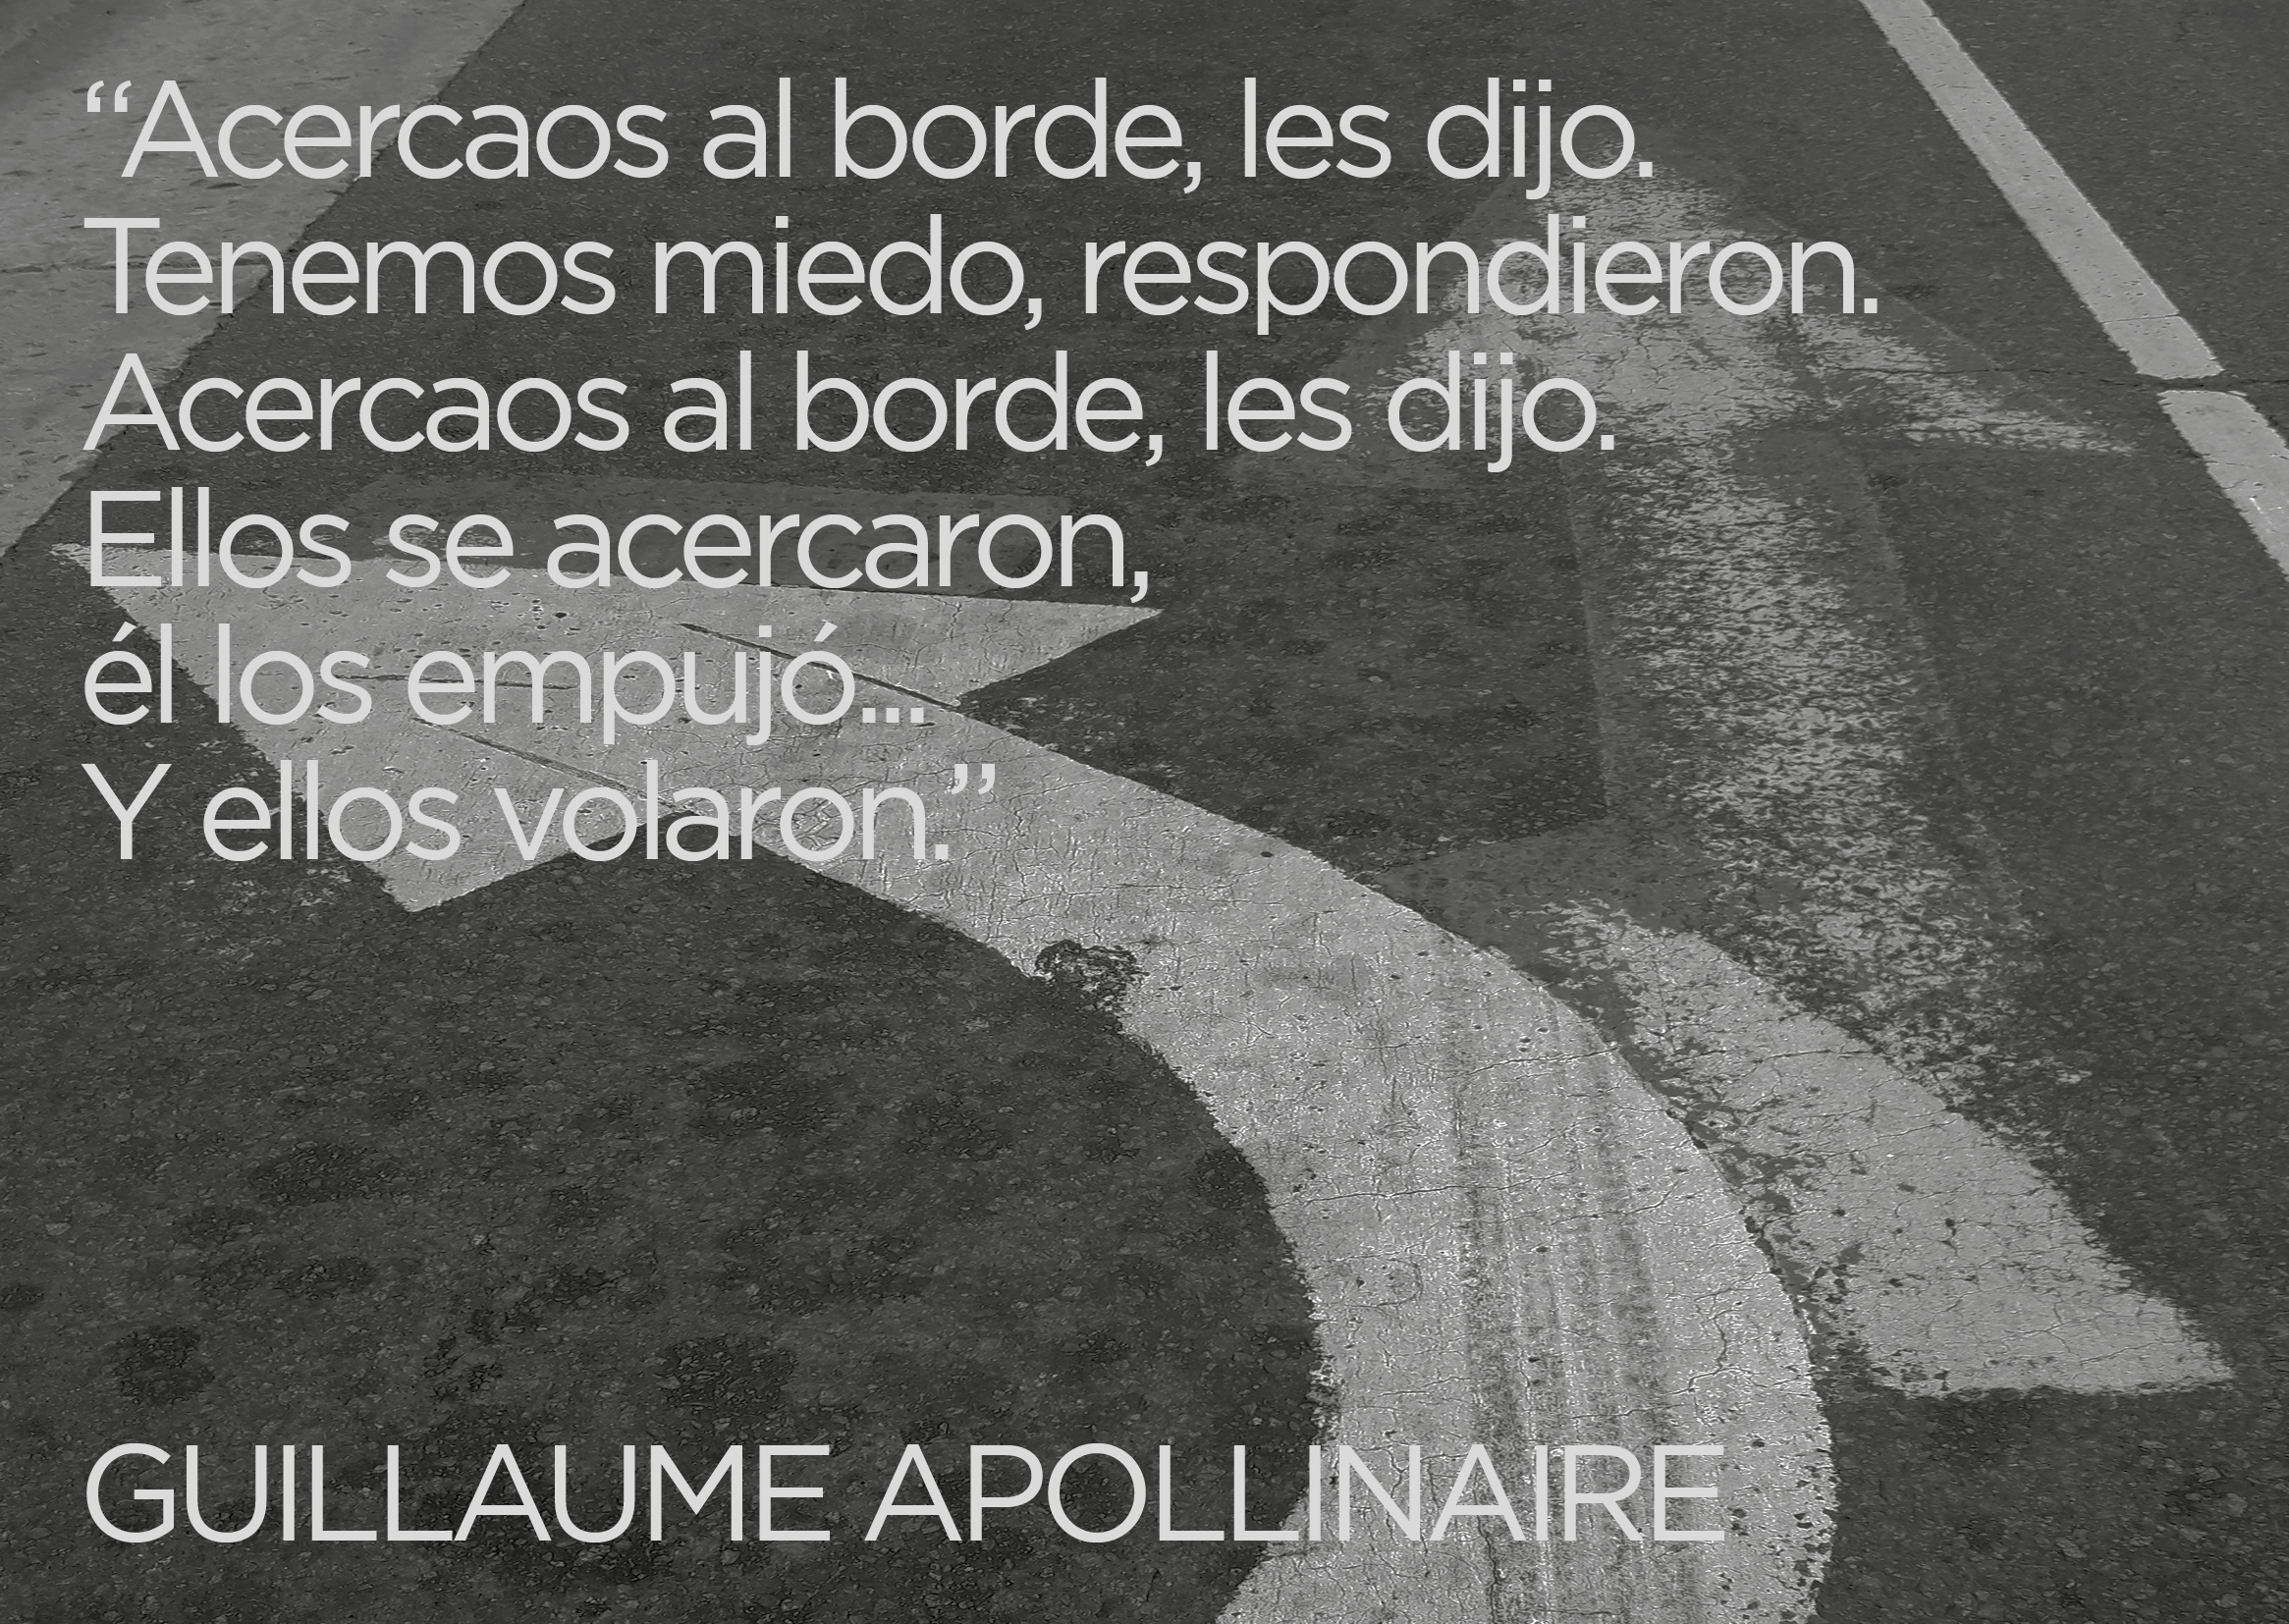 “Acercaos al borde, les dijo.
Tenemos miedo, respondieron.
Acercaos al borde, les dijo.
Ellos se acercaron,
él los empujó...
Y ellos volaron.”
GUILLAUME APOLLINAIRE